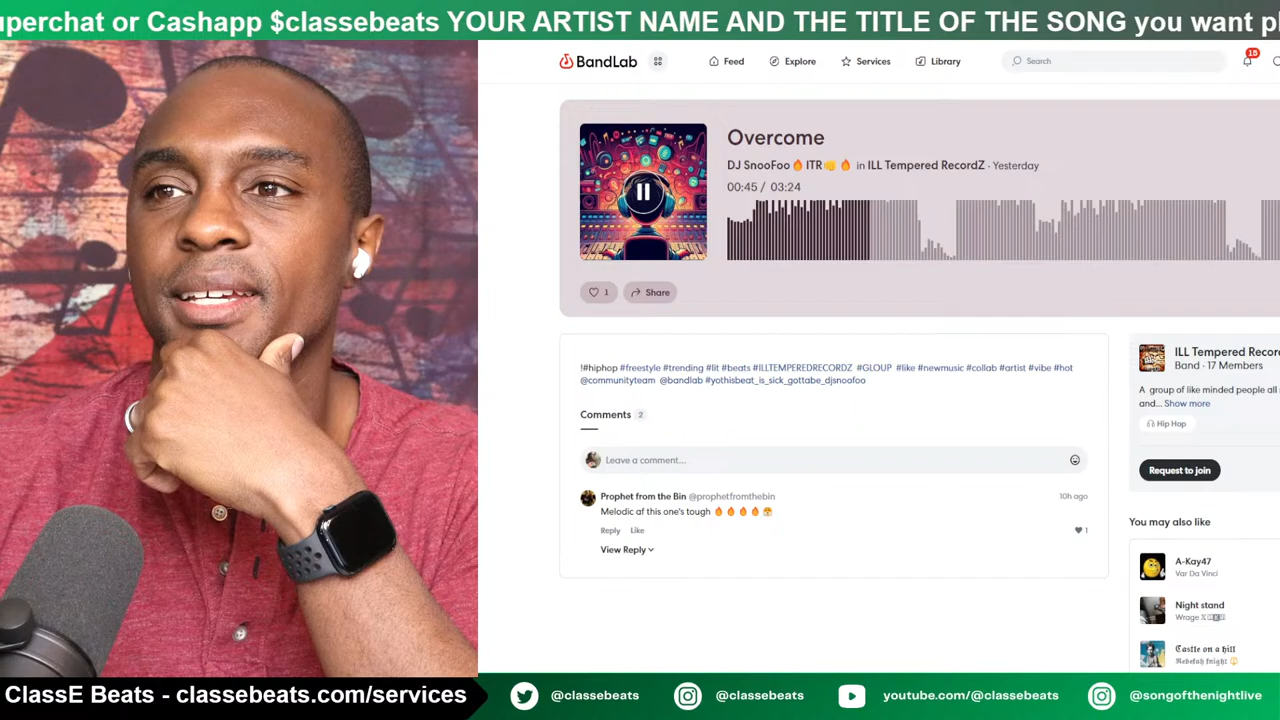 uperchat or Cashapp $classebeats YOUR ARTIST NAME AND THE TITLE OF THE SONG you want pl
BandLab
Feed
Explore
Services
Library
Search
15
Overcome
DJ SnooFoo🔥ITR👊 🔥 in ILL Tempered RecordZ · Yesterday
00:45 / 03:24
1
Share
!#hiphop #freestyle #trending #lit #beats #ILLTEMPEREDRECORDZ #GLOUP #like #newmusic #collab #artist #vibe #hot
@communityteam @bandlab #yothisbeat_is_sick_gottabe_djsnoofoo
Comments 2
Leave a comment...
Prophet from the Bin @prophetfromthebin
10h ago
Melodic af this one's tough 🔥🔥🔥🔥😤
Reply Like
1
View Reply
ILL Tempered Recor
Band · 17 Members
A group of like minded people all
and... Show more
Hip Hop
Request to join
You may also like
A-Kay47
Var Da Vinci
Night stand
Wrage
Castle on a hill
Rebekah knight
ClassE Beats - classebeats.com/services
@classebeats
@classebeats
youtube.com/@classebeats
@songofthenightlive